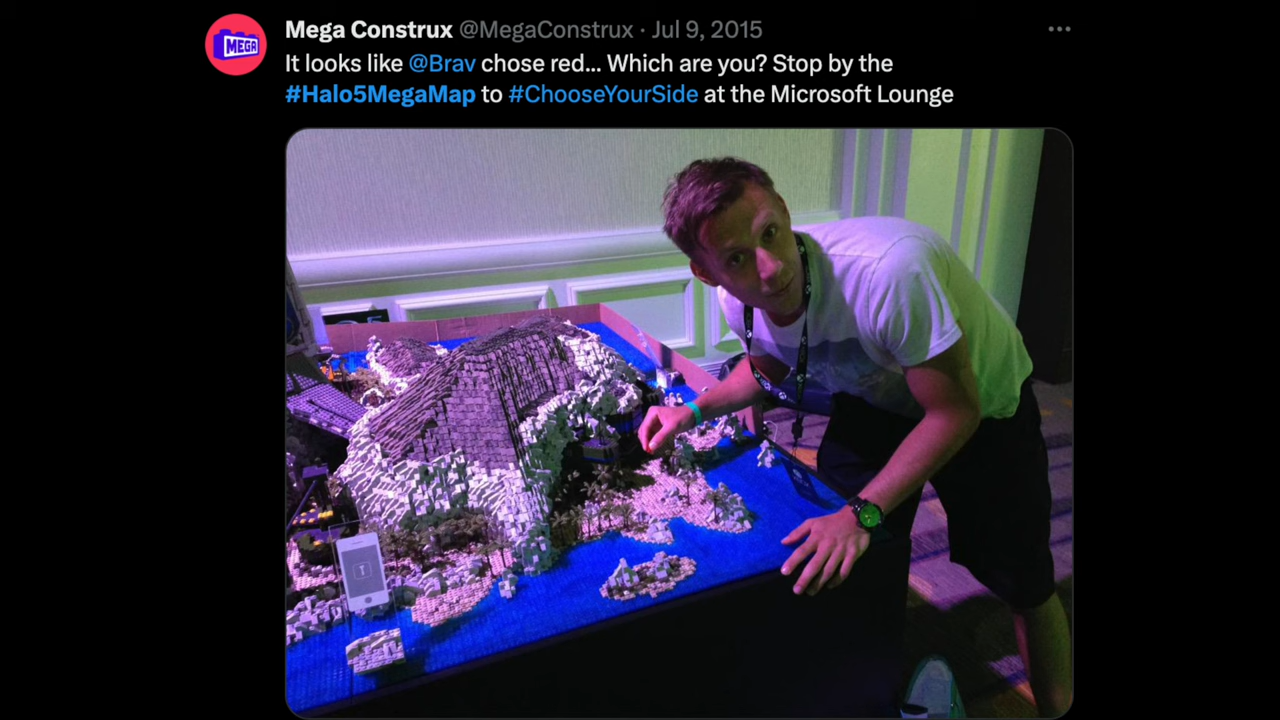 MEGA
Mega Construx @MegaConstrux · Jul 9, 2015
It looks like @Brav chose red... Which are you? Stop by the
#Halo5MegaMap to #ChooseYourSide at the Microsoft Lounge